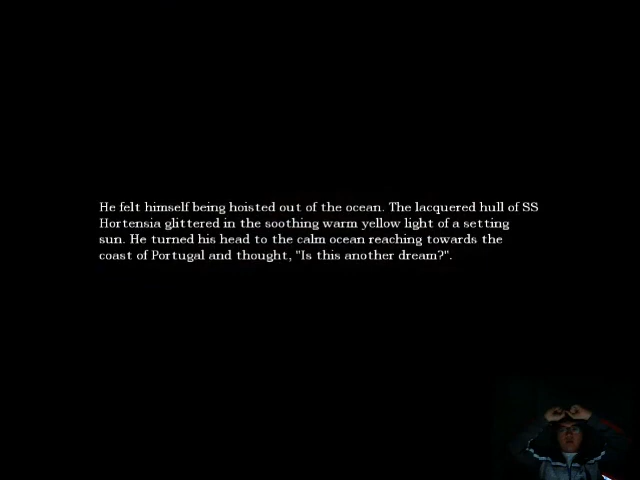 He felt himself being hoisted out of the ocean. The lacquered hull of SS
Hortensia glittered in the soothing warm yellow light of a setting
sun. He turned his head to the calm ocean reaching towards the
coast of Portugal and thought, "Is this another dream?".